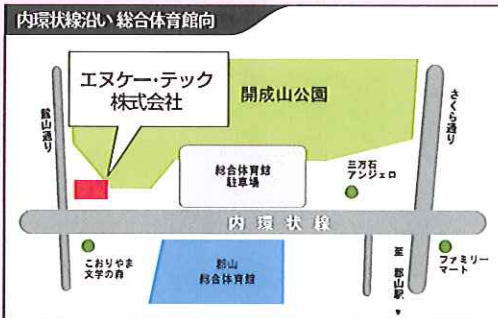 内環状線沿い 総合体育館向
エヌケー・テック
株式会社
開成山公園
さくら通り
総合体育館
駐車場
三万石
アンジェロ
内環状線
こおりやま
文学の森
郡山
総合体育館
至 郡山駅
ファミリー
マート